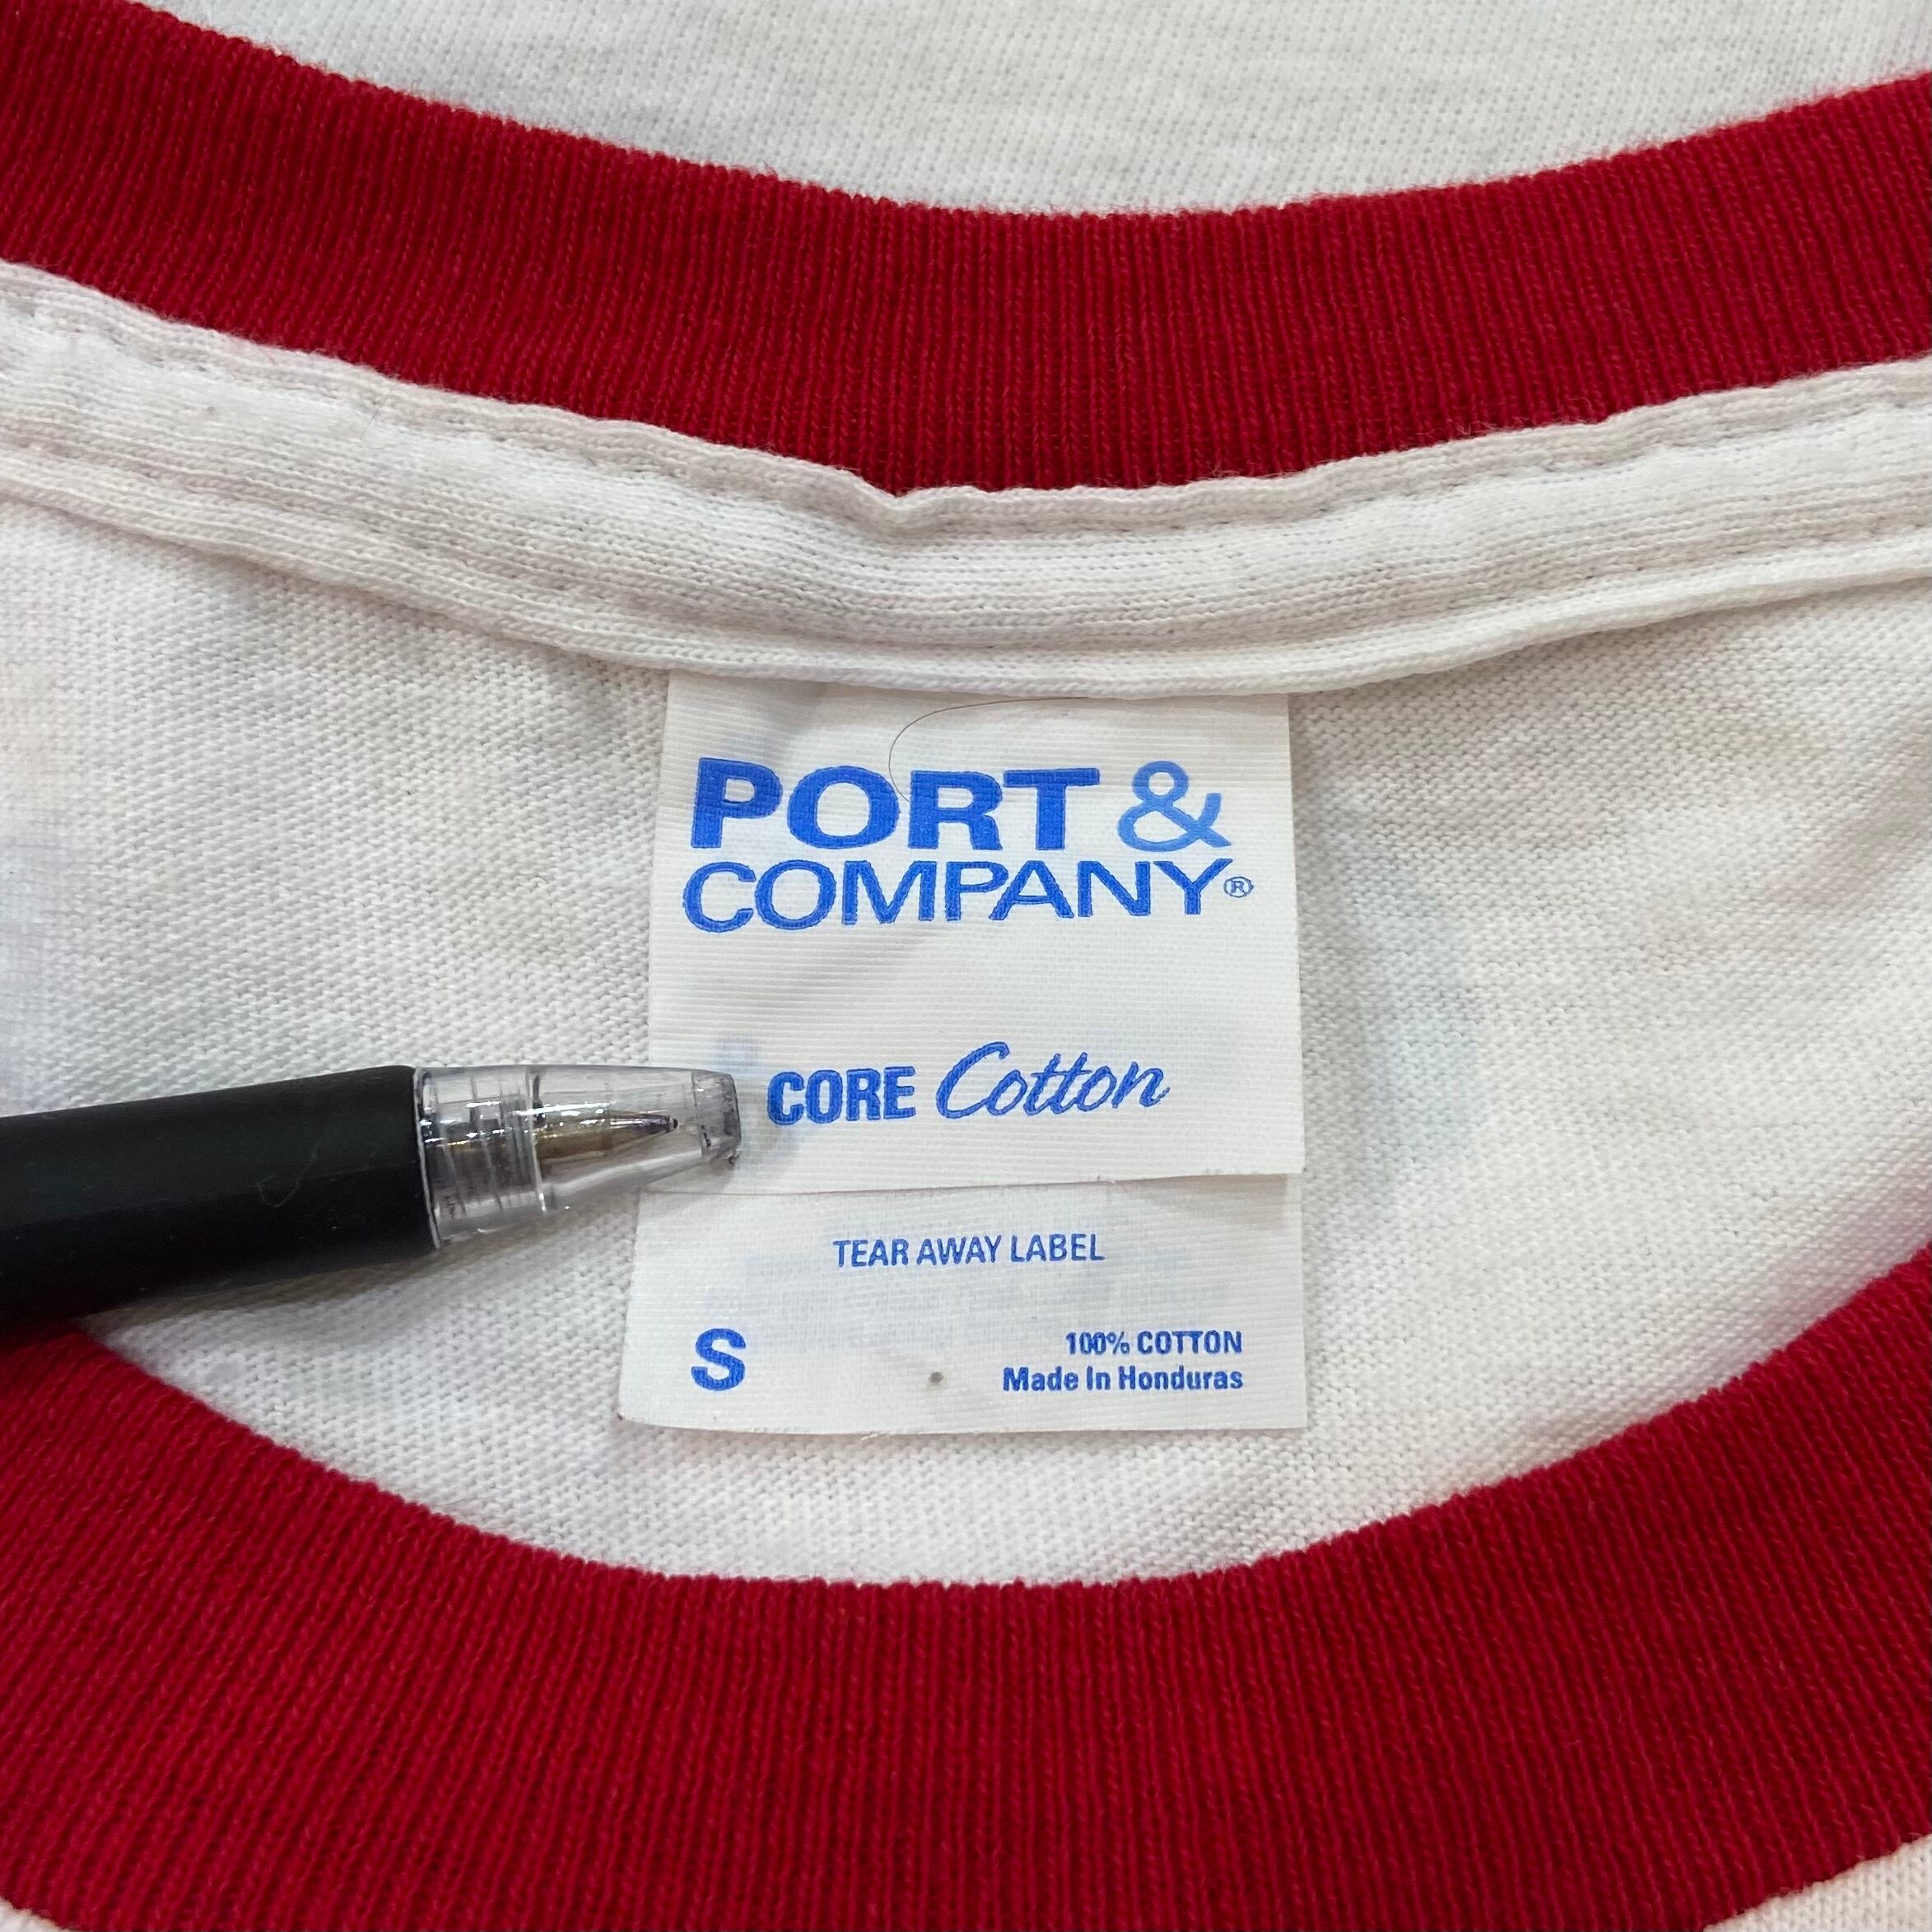 PORT &
COMPANY®
CORE Cotton
TEAR AWAY LABEL
S
100% COTTON
Made In Honduras